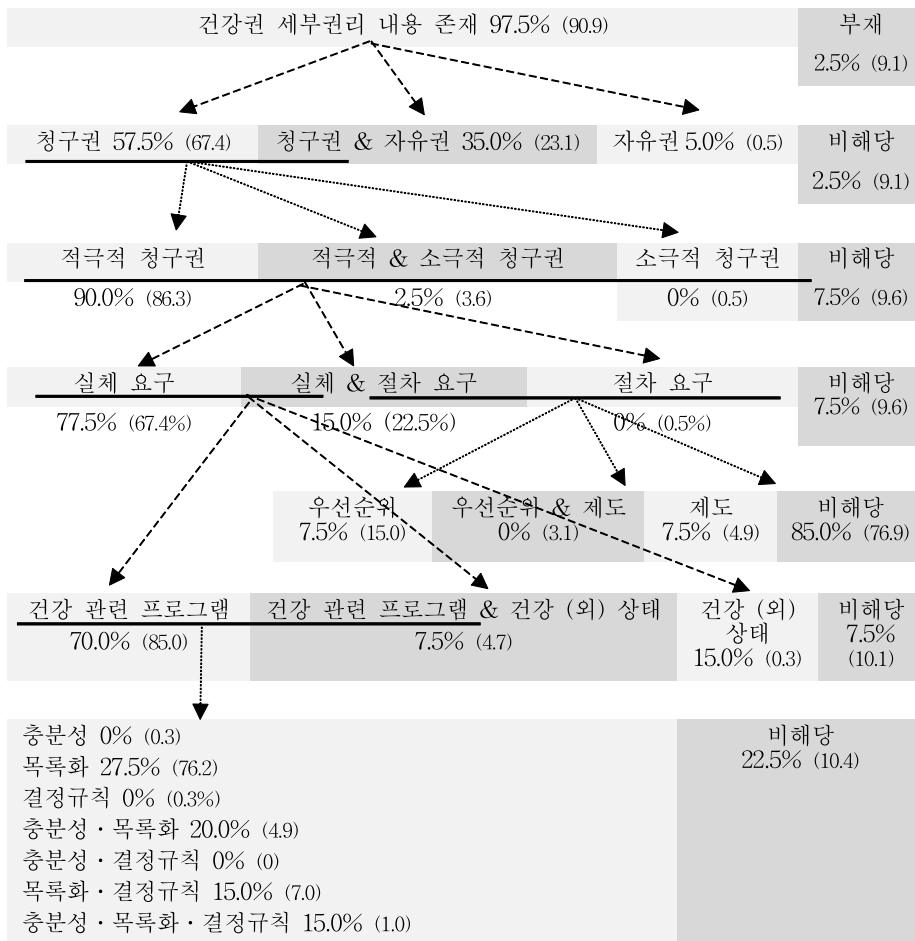 건강권 세부권리 내용 존재 97.5% (90.9)
부재
2.5% (9.1)
청구권 57.5% (67.4)
청구권 & 자유권 35.0% (23.1)
자유권 5.0% (0.5)
비해당
2.5% (9.1)
적극적 청구권
90.0% (86.3)
적극적 & 소극적 청구권
2.5% (3.6)
소극적 청구권
0% (0.5)
비해당
7.5% (9.6)
실체 요구
77.5% (67.4%)
실체 & 절차 요구
15.0% (22.5%)
절차 요구
0% (0.5%)
비해당
7.5% (9.6)
우선순위
7.5% (15.0)
우선순위 & 제도
0% (3.1)
제도
7.5% (4.9)
비해당
85.0% (76.9)
건강 관련 프로그램
70.0% (85.0)
건강 관련 프로그램 & 건강 (외) 상태
7.5% (4.7)
건강 (외)
상태
15.0% (0.3)
비해당
7.5%
(10.1)
충분성 0% (0.3)
목록화 27.5% (76.2)
결정규칙 0% (0.3%)
충분성・목록화 20.0% (4.9)
충분성・결정규칙 0% (0)
목록화・결정규칙 15.0% (7.0)
충분성・목록화・결정규칙 15.0% (1.0)
비해당
22.5% (10.4)